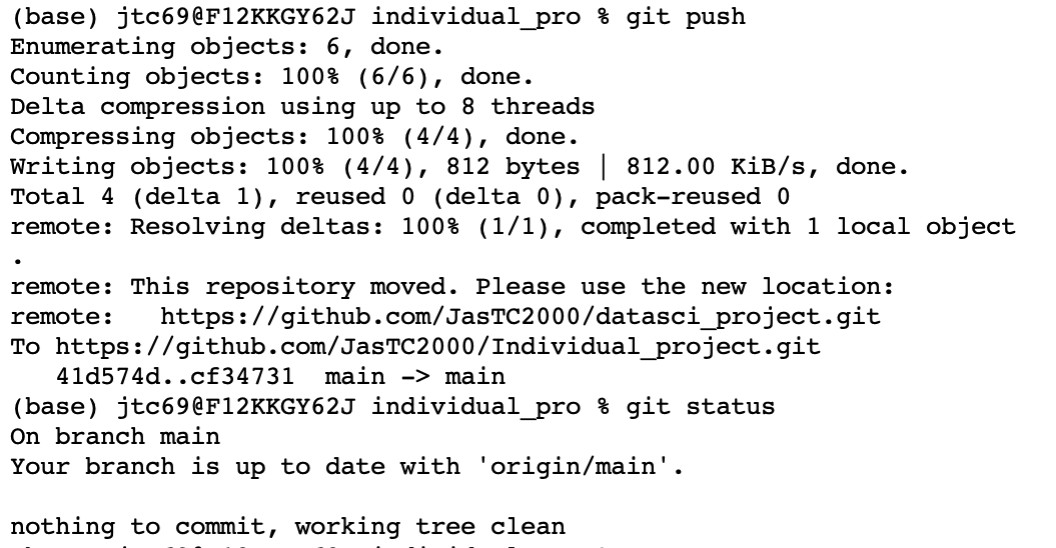 (base) jtc69@F12KKGY62J individual_pro % git push
Enumerating objects: 6, done.
Counting objects: 100% (6/6), done.
Delta compression using up to 8 threads
Compressing objects: 100% (4/4), done.
Writing objects: 100% (4/4), 812 bytes | 812.00 KiB/s, done.
Total 4 (delta 1), reused 0 (delta 0), pack-reused 0
remote: Resolving deltas: 100% (1/1), completed with 1 local object
.
remote: This repository moved. Please use the new location:
remote:   https://github.com/JasTC2000/datasci_project.git
To https://github.com/JasTC2000/Individual_project.git
   41d574d..cf34731  main -> main
(base) jtc69@F12KKGY62J individual_pro % git status
On branch main
Your branch is up to date with 'origin/main'.

nothing to commit, working tree clean